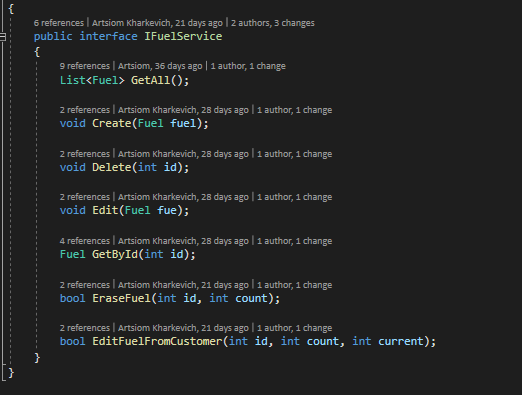 {
6 references | Artsiom Kharkevich, 21 days ago | 2 authors, 3 changes
public interface IFuelService
{
9 references | Artsiom, 36 days ago | 1 author, 1 change
List<Fuel> GetAll();
2 references | Artsiom Kharkevich, 28 days ago | 1 author, 1 change
void Create(Fuel fuel);
2 references | Artsiom Kharkevich, 28 days ago | 1 author, 1 change
void Delete(int id);
2 references | Artsiom Kharkevich, 28 days ago | 1 author, 1 change
void Edit(Fuel fue);
4 references | Artsiom Kharkevich, 28 days ago | 1 author, 1 change
Fuel GetById(int id);
2 references | Artsiom Kharkevich, 21 days ago | 1 author, 1 change
bool EraseFuel(int id, int count);
2 references | Artsiom Kharkevich, 21 days ago | 1 author, 1 change
bool EditFuelFromCustomer(int id, int count, int current);
}
}